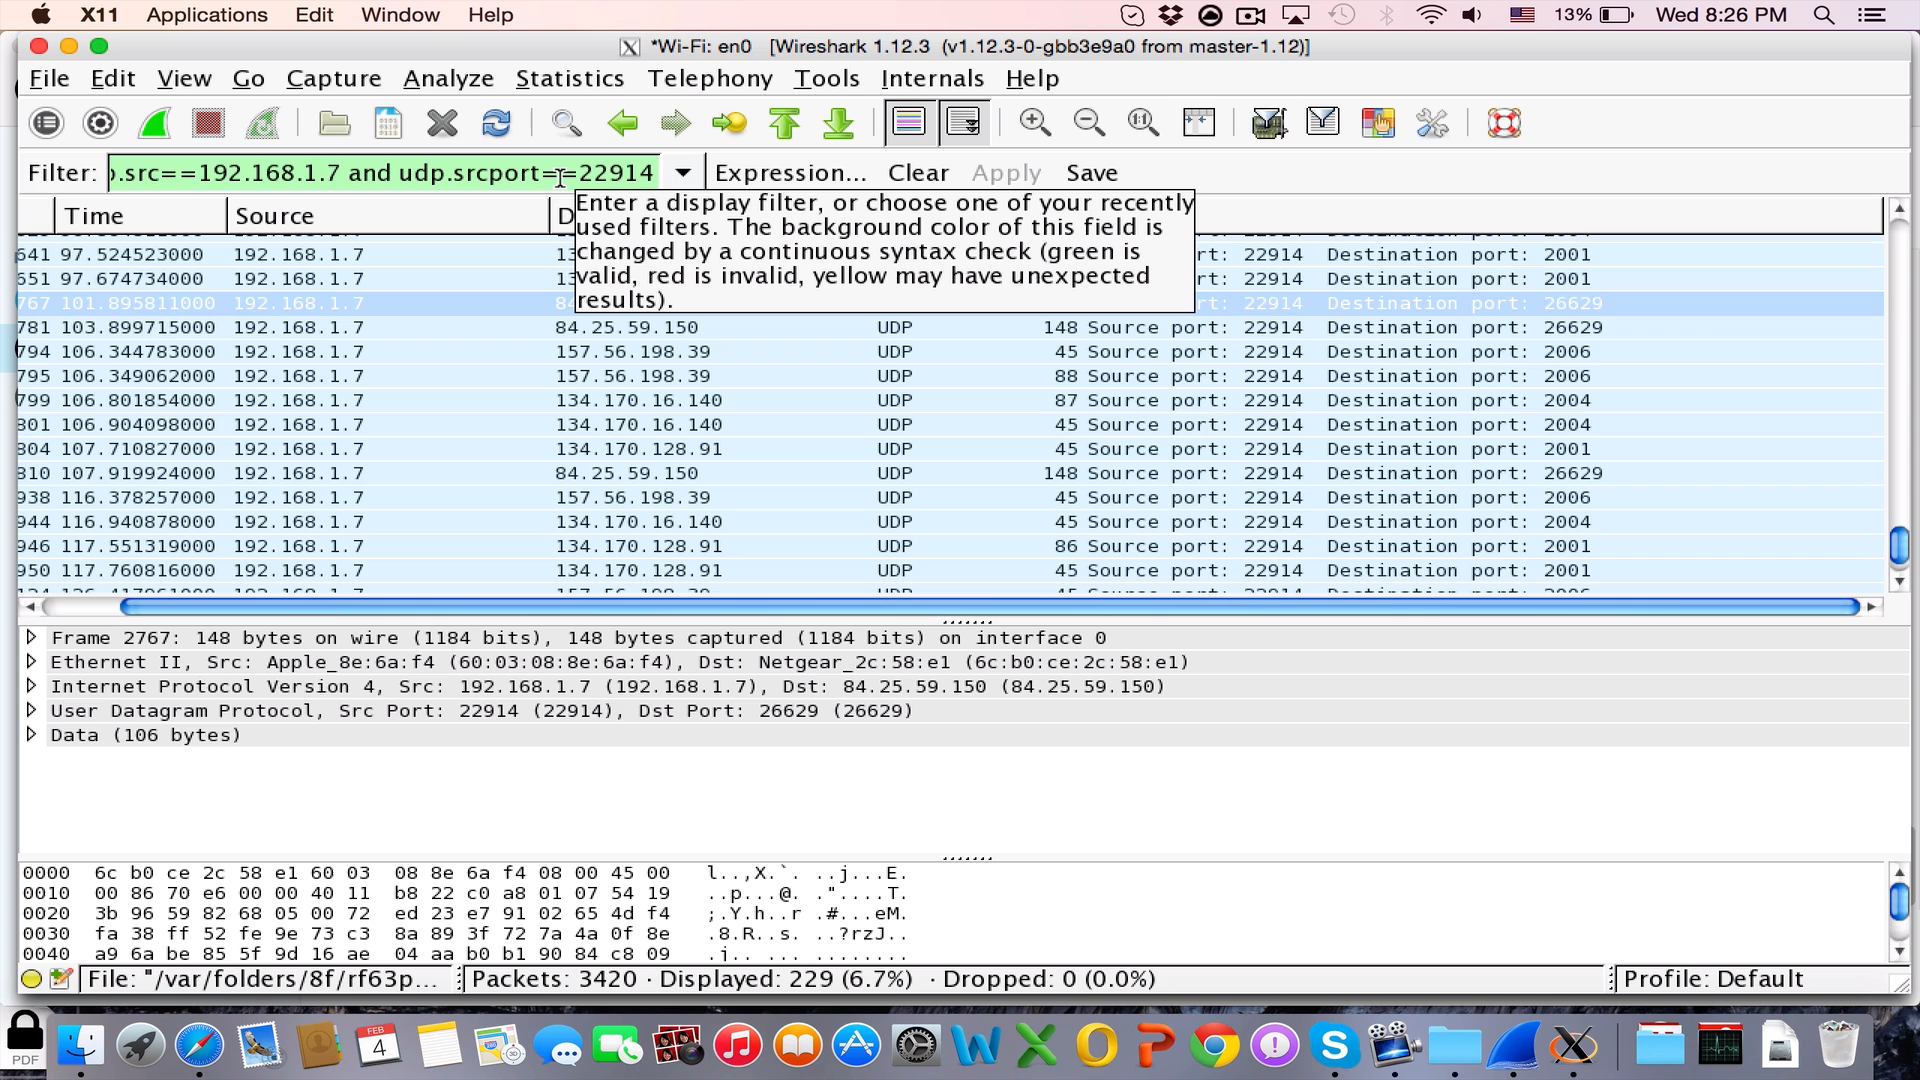 X11 Applications Edit Window Help 13% Wed 8:26 PM
*Wi-Fi: en0 [Wireshark 1.12.3 (v1.12.3-0-gbb3e9a0 from master-1.12)]
File Edit View Go Capture Analyze Statistics Telephony Tools Internals Help
Filter: .src==192.168.1.7 and udp.srcport==22914 Expression... Clear Apply Save
Enter a display filter, or choose one of your recently
used filters. The background color of this field is
changed by a continuous syntax check (green is
valid, red is invalid, yellow may have unexpected
results).
Time Source D
641 97.524523000 192.168.1.7 13 rt: 22914 Destination port: 2001
651 97.674734000 192.168.1.7 13 rt: 22914 Destination port: 2001
767 101.895811000 192.168.1.7 84 rt: 22914 Destination port: 26629
781 103.899715000 192.168.1.7 84.25.59.150 UDP 148 Source port: 22914 Destination port: 26629
794 106.344783000 192.168.1.7 157.56.198.39 UDP 45 Source port: 22914 Destination port: 2006
795 106.349062000 192.168.1.7 157.56.198.39 UDP 88 Source port: 22914 Destination port: 2006
799 106.801854000 192.168.1.7 134.170.16.140 UDP 87 Source port: 22914 Destination port: 2004
801 106.904098000 192.168.1.7 134.170.16.140 UDP 45 Source port: 22914 Destination port: 2004
804 107.710827000 192.168.1.7 134.170.128.91 UDP 45 Source port: 22914 Destination port: 2001
810 107.919924000 192.168.1.7 84.25.59.150 UDP 148 Source port: 22914 Destination port: 26629
938 116.378257000 192.168.1.7 157.56.198.39 UDP 45 Source port: 22914 Destination port: 2006
944 116.940878000 192.168.1.7 134.170.16.140 UDP 45 Source port: 22914 Destination port: 2004
946 117.551319000 192.168.1.7 134.170.128.91 UDP 86 Source port: 22914 Destination port: 2001
950 117.760816000 192.168.1.7 134.170.128.91 UDP 45 Source port: 22914 Destination port: 2001
Frame 2767: 148 bytes on wire (1184 bits), 148 bytes captured (1184 bits) on interface 0
Ethernet II, Src: Apple_8e:6a:f4 (60:03:08:8e:6a:f4), Dst: Netgear_2c:58:e1 (6c:b0:ce:2c:58:e1)
Internet Protocol Version 4, Src: 192.168.1.7 (192.168.1.7), Dst: 84.25.59.150 (84.25.59.150)
User Datagram Protocol, Src Port: 22914 (22914), Dst Port: 26629 (26629)
Data (106 bytes)
0000 6c b0 ce 2c 58 e1 60 03 08 8e 6a f4 08 00 45 00 l..,X.`. ..j...E.
0010 00 86 70 e6 00 00 40 11 b8 22 c0 a8 01 07 54 19 ..p...@. ."....T.
0020 3b 96 59 82 68 05 00 72 ed 23 e7 91 02 65 4d f4 ;.Y.h..r .#...eM.
0030 fa 38 ff 52 fe 9e 73 c3 8a 89 3f 72 7a 4a 0f 8e .8.R..s. ..?rzJ..
0040 a9 6a be 85 5f 9d 16 ae 04 aa b0 b1 90 84 c8 09 .j.. ... ........
File: "/var/folders/8f/rf63p... Packets: 3420 · Displayed: 229 (6.7%) · Dropped: 0 (0.0%) Profile: Default
PDF
FEB
4